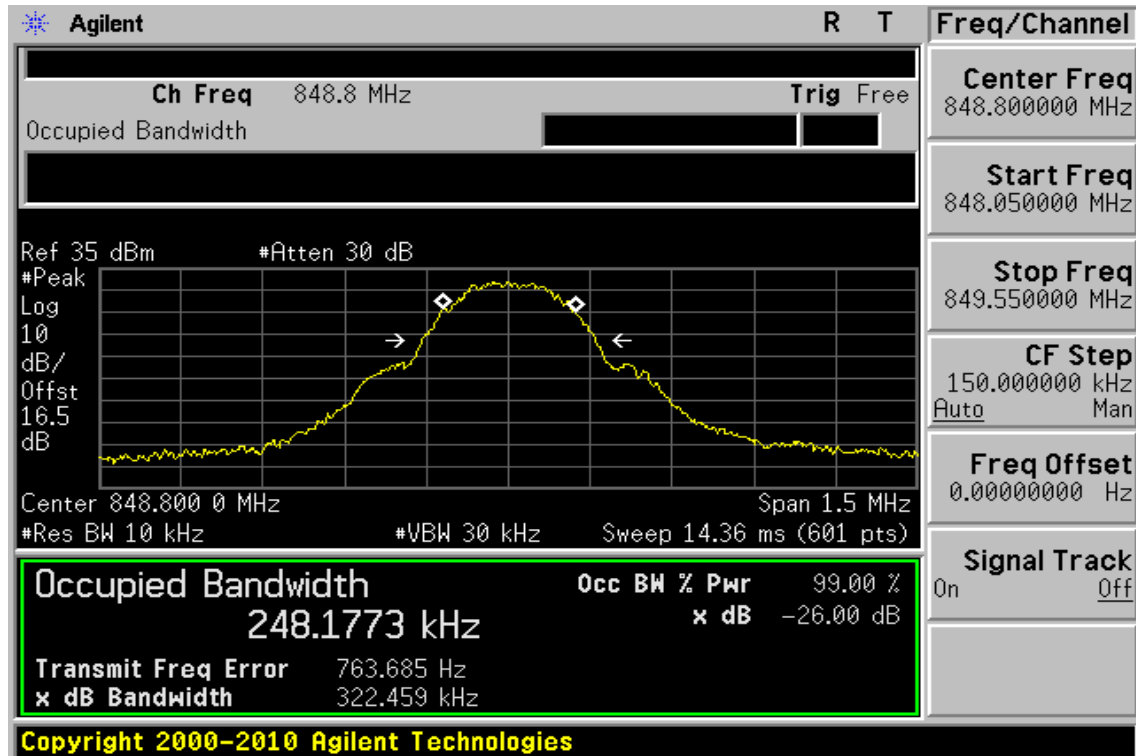 Agilent R T
Ch Freq 848.8 MHz Trig Free
Occupied Bandwidth
Ref 35 dBm #Atten 30 dB
#Peak
Log
10
dB/
Offst
16.5
dB
Center 848.800 0 MHz Span 1.5 MHz
#Res BW 10 kHz #VBW 30 kHz Sweep 14.36 ms (601 pts)
Occupied Bandwidth Occ BW % Pwr 99.00 %
248.1773 kHz x dB -26.00 dB
Transmit Freq Error 763.685 Hz
x dB Bandwidth 322.459 kHz
Copyright 2000-2010 Agilent Technologies
Freq/Channel
Center Freq
848.800000 MHz
Start Freq
848.050000 MHz
Stop Freq
849.550000 MHz
CF Step
150.000000 kHz
Auto Man
Freq Offset
0.00000000 Hz
Signal Track
On Off